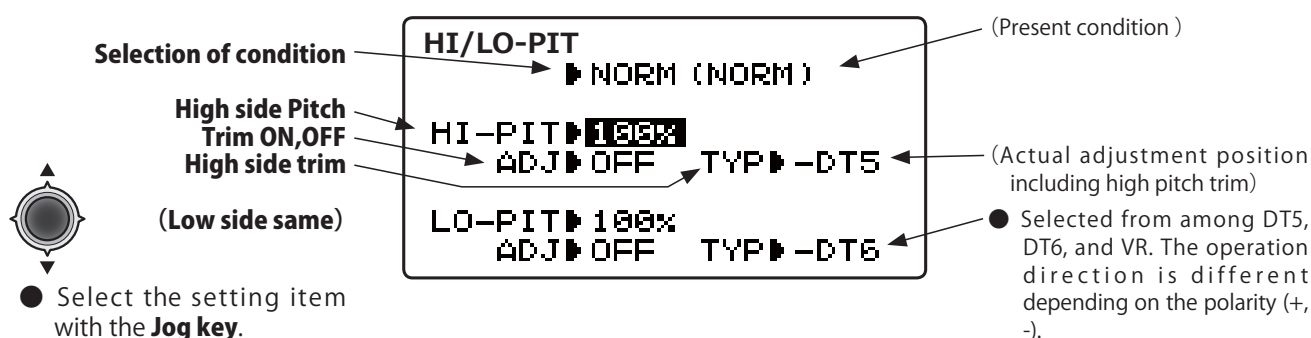 Selection of condition
High side Pitch
Trim ON,OFF
High side trim
(Low side same)
● Select the setting item
with the Jog key.
HI/LO-PIT
▶NORM (NORM)
HI-PIT▶100%
ADJ▶OFF TYP▶-DT5
LO-PIT▶100%
ADJ▶OFF TYP▶-DT6
(Present condition )
(Actual adjustment position
including high pitch trim)
● Selected from among DT5,
DT6, and VR. The operation
direction is different
depending on the polarity (+,
-).